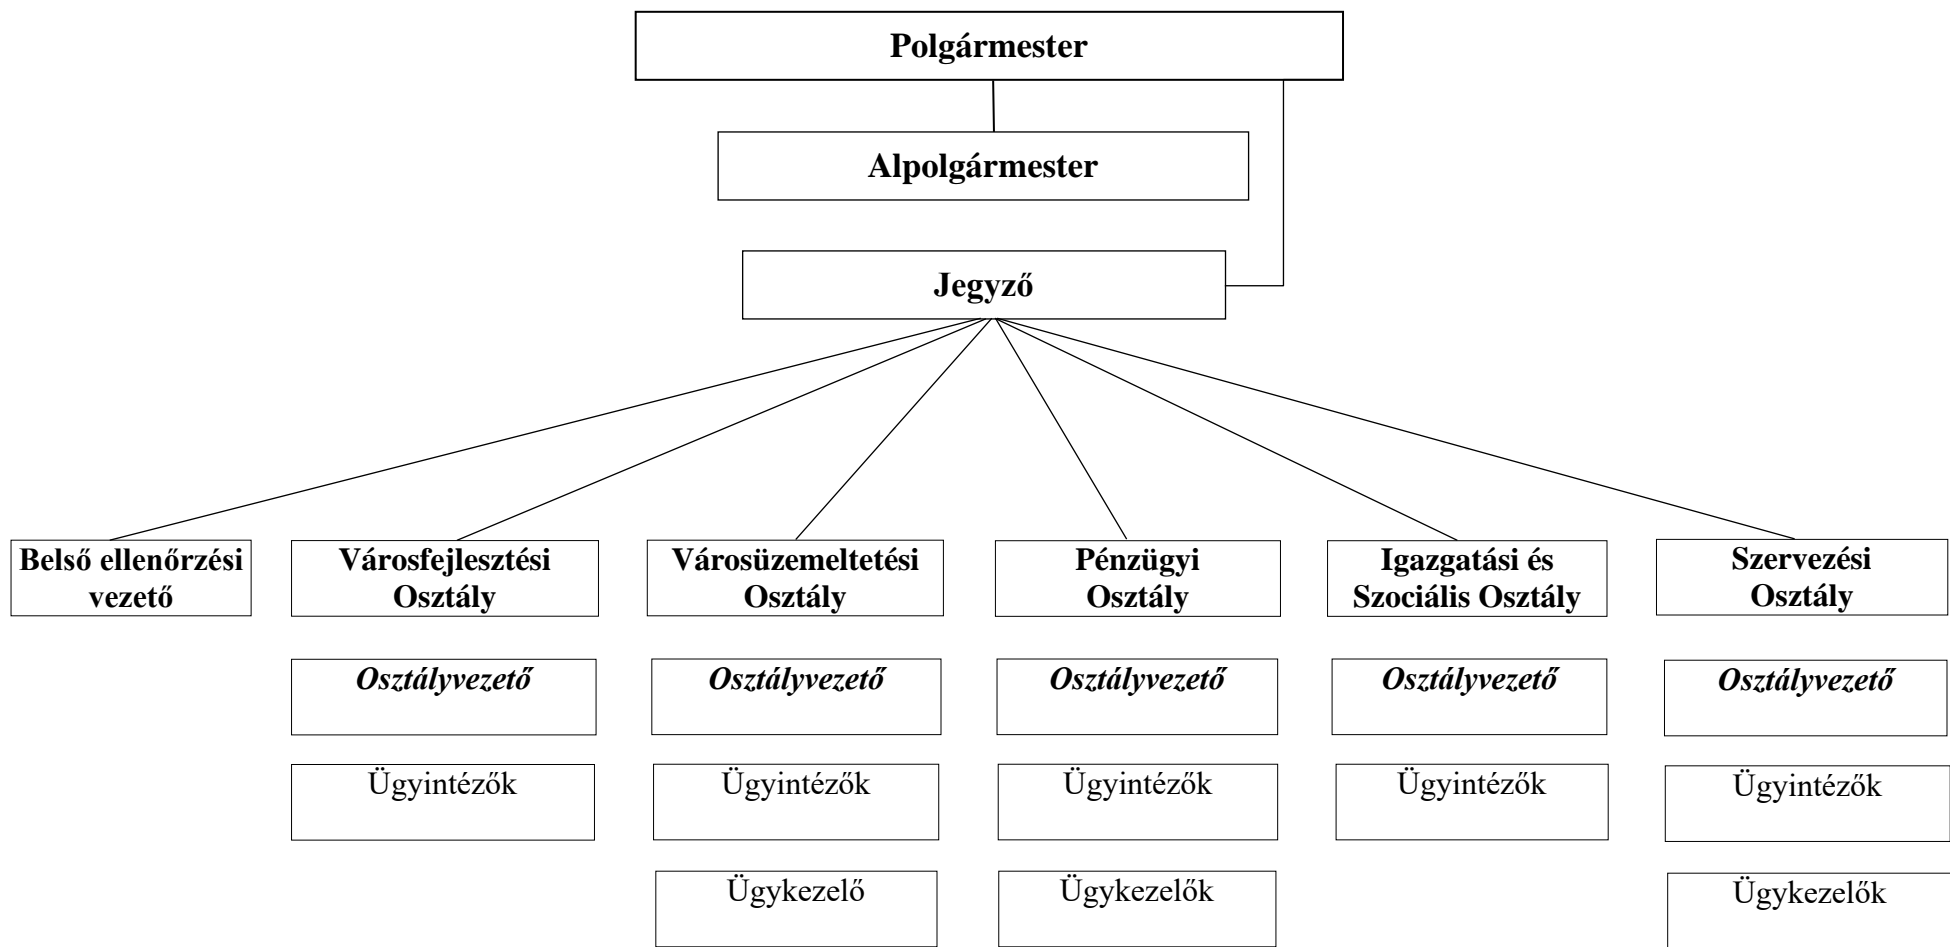 Polgármester
Alpolgármester
Jegyző
Belső ellenőrzési
vezető
Városfejlesztési
Osztály
Városüzemeltetési
Osztály
Pénzügyi
Osztály
Igazgatási és
Szociális Osztály
Szervezési
Osztály
Osztályvezető
Osztályvezető
Osztályvezető
Osztályvezető
Osztályvezető
Ügyintézők
Ügyintézők
Ügyintézők
Ügyintézők
Ügyintézők
Ügykezelő
Ügykezelők
Ügykezelők